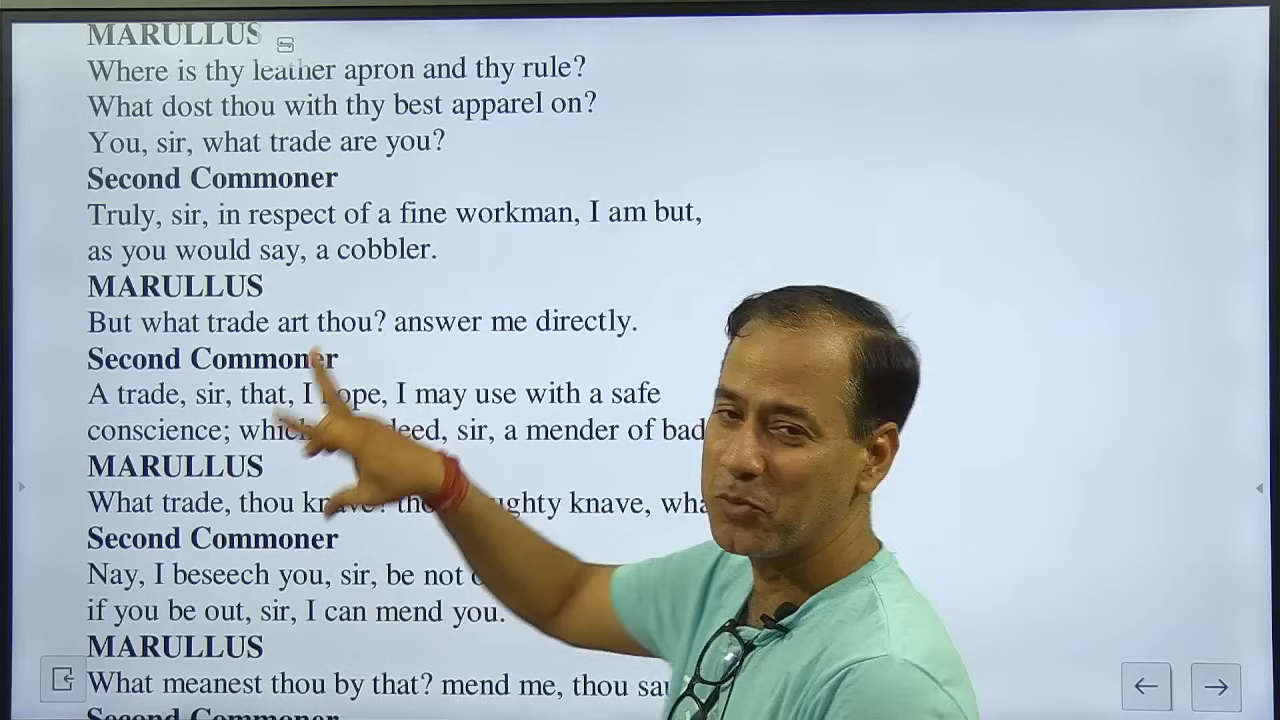 MARULLUS
Where is thy leather apron and thy rule?
What dost thou with thy best apparel on?
You, sir, what trade are you?
Second Commoner
Truly, sir, in respect of a fine workman, I am but,
as you would say, a cobbler.
MARULLUS
But what trade art thou? answer me directly.
Second Commoner
A trade, sir, that, I hope, I may use with a safe
conscience; which sir, a mender of bad
MARULLUS
What trade, thou knave? knave,
Second Commoner
Nay, I beseech you, sir, be not
if you be out, sir, I can mend you.
MARULLUS
What meanest thou by that? mend me, thou
Second Commoner